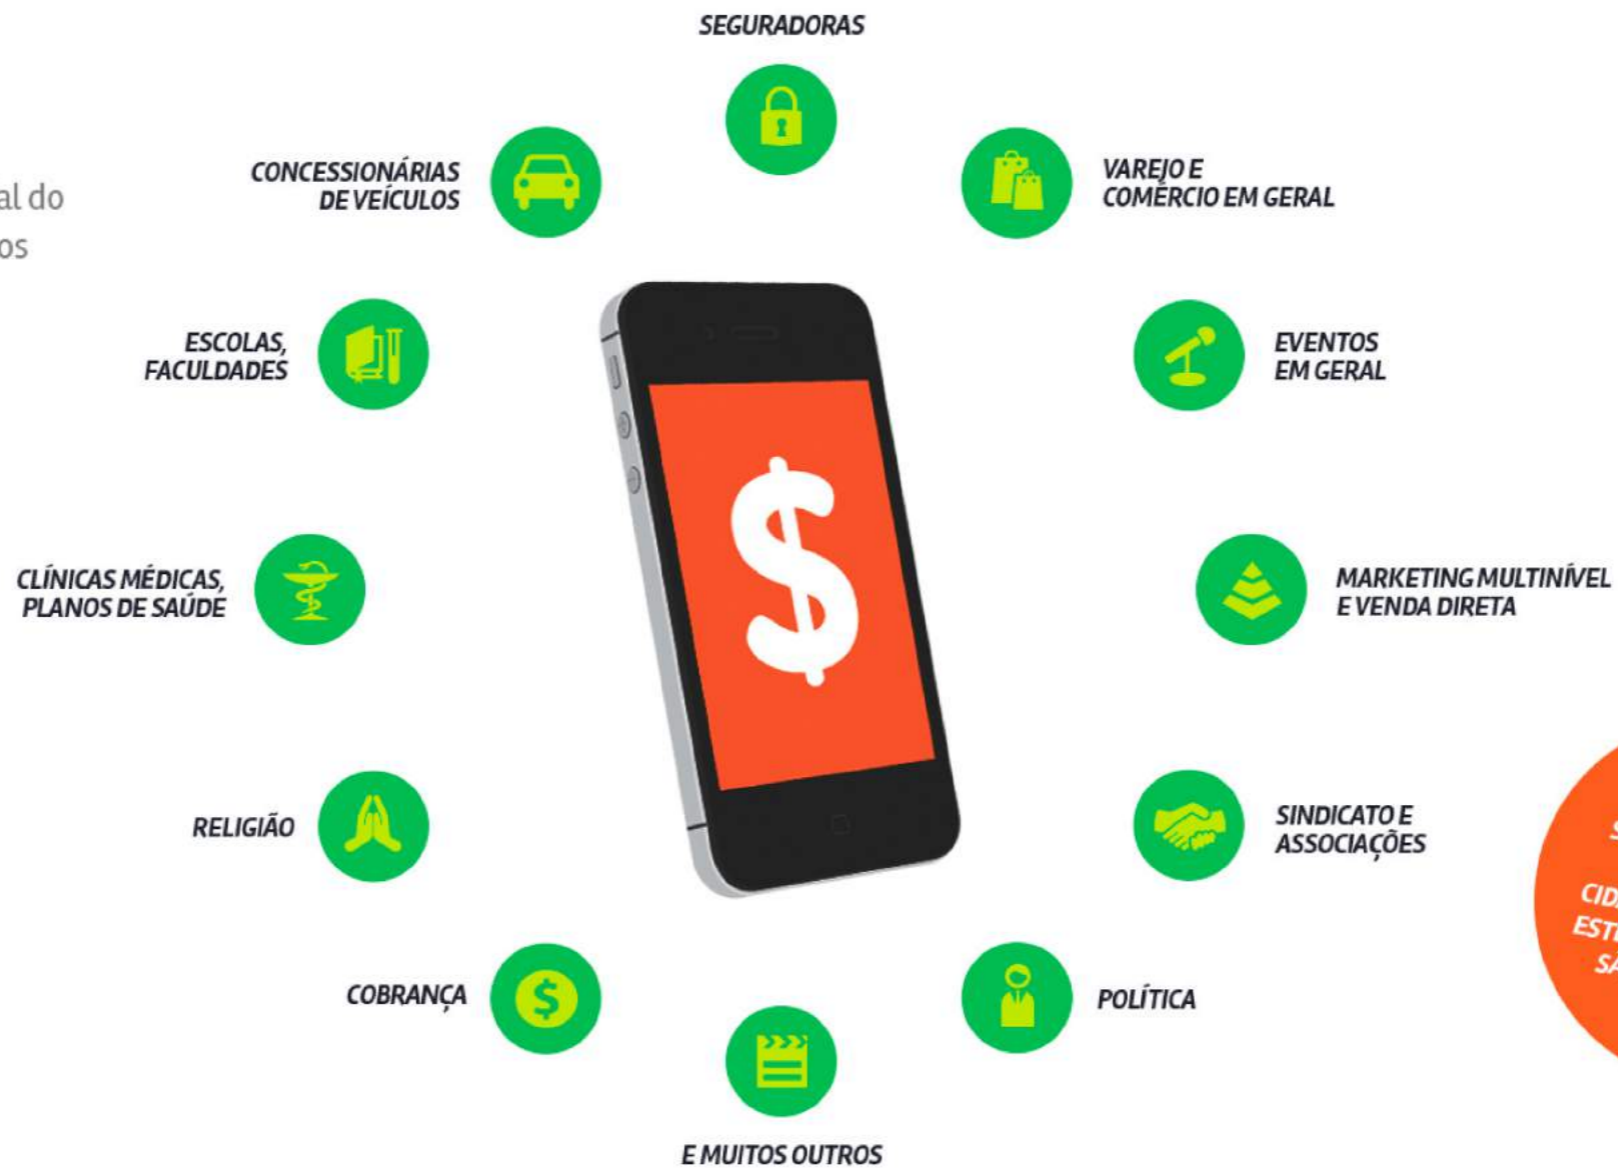 SEGURADORAS
CONCESSIONÁRIAS
DE VEÍCULOS
VAREJO E
COMÉRCIO EM GERAL
al do
os
ESCOLAS,
FACULDADES
EVENTOS
EM GERAL
CLÍNICAS MÉDICAS,
PLANOS DE SAÚDE
MARKETING MULTINÍVEL
E VENDA DIRETA
RELIGIÃO
SINDICATO E
ASSOCIAÇÕES
COBRANÇA
POLÍTICA
E MUITOS OUTROS
$
$